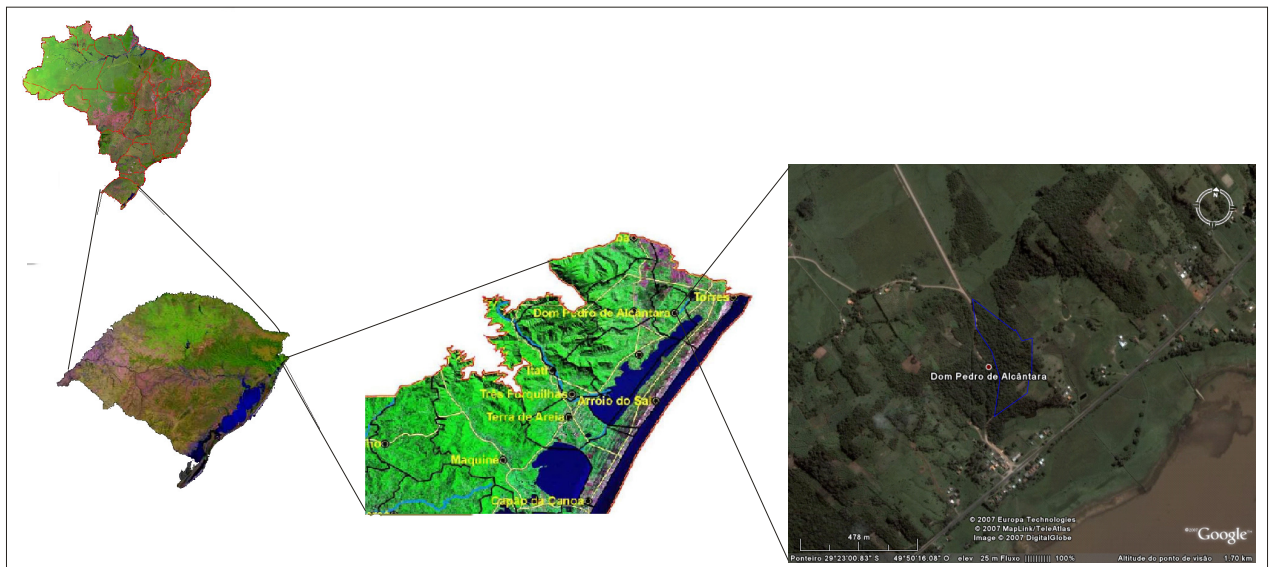 Torres
Dom Pedro de Alcântara
Itati
Três Forquilhas
Arroio do Sal
Terra de Areia
Maquiné
Capão da Canoa
N
Dom Pedro de Alcântara
© 2007 Europa Technologies
© 2007 MapLink/TeleAtlas
Image © 2007 DigitalGlobe
478 m
Google™
Ponteiro 29°23'00.83" S 49°50'16.08" O elev 25 m Fluxo ||||||||| 100% Altitude do ponto de visão 1,70 km